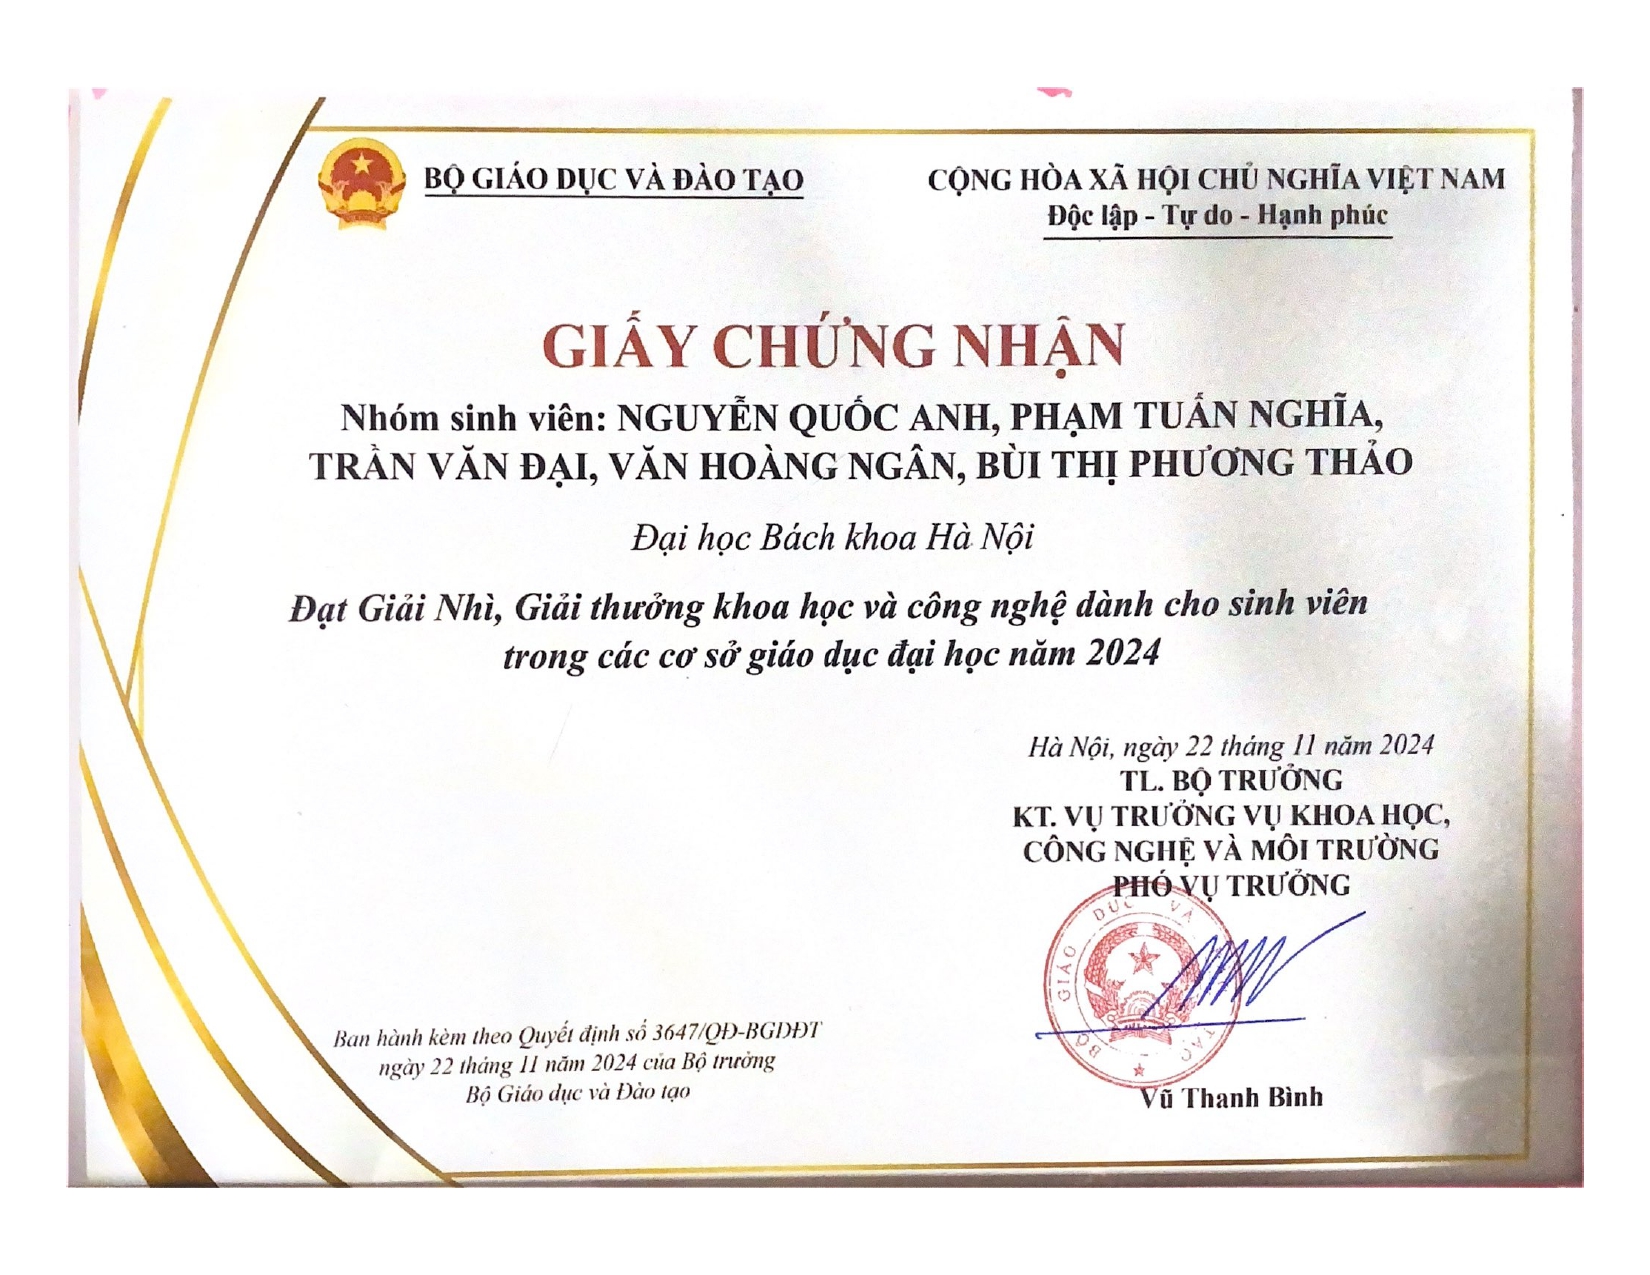 BỘ GIÁO DỤC VÀ ĐÀO TẠO
CỘNG HÒA XÃ HỘI CHỦ NGHĨA VIỆT NAM
Độc lập - Tự do - Hạnh phúc
GIẤY CHỨNG NHẬN
Nhóm sinh viên: NGUYỄN QUỐC ANH, PHẠM TUẤN NGHĨA,
TRẦN VĂN ĐẠI, VĂN HOÀNG NGÂN, BÙI THỊ PHƯƠNG THẢO
Đại học Bách khoa Hà Nội
Đạt Giải Nhì, Giải thưởng khoa học và công nghệ dành cho sinh viên
trong các cơ sở giáo dục đại học năm 2024
Hà Nội, ngày 22 tháng 11 năm 2024
TL. BỘ TRƯỞNG
KT. VỤ TRƯỞNG VỤ KHOA HỌC,
CÔNG NGHỆ VÀ MÔI TRƯỜNG
PHÓ VỤ TRƯỞNG
BỘ GIÁO DỤC VÀ TẠO
Vũ Thanh Bình
Ban hành kèm theo Quyết định số 3647/QĐ-BGDĐT
ngày 22 tháng 11 năm 2024 của Bộ trưởng
Bộ Giáo dục và Đào tạo